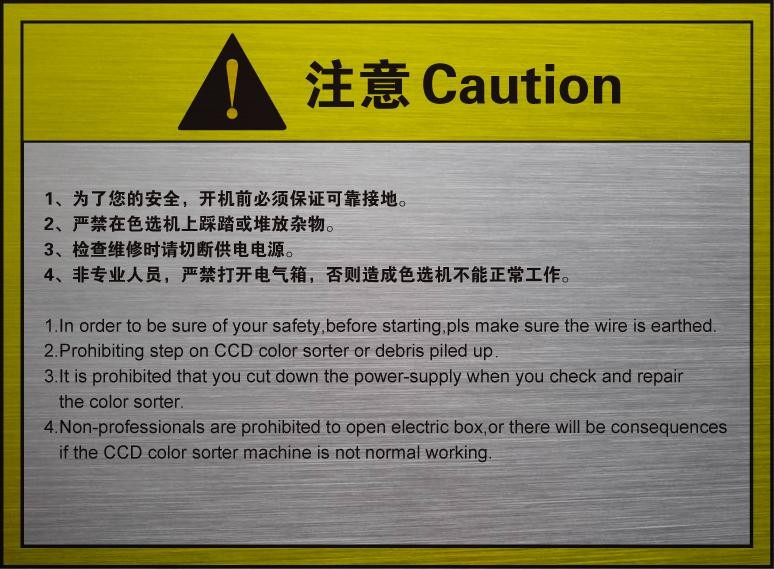 注意 Caution
1、为了您的安全，开机前必须保证可靠接地。
2、严禁在色选机上踩踏或堆放杂物。
3、检查维修时请切断供电电源。
4、非专业人员，严禁打开电气箱，否则造成色选机不能正常工作。
1.In order to be sure of your safety,before starting,pls make sure the wire is earthed.
2.Prohibiting step on CCD color sorter or debris piled up.
3.It is prohibited that you cut down the power-supply when you check and repair
the color sorter.
4.Non-professionals are prohibited to open electric box,or there will be consequences
if the CCD color sorter machine is not normal working.